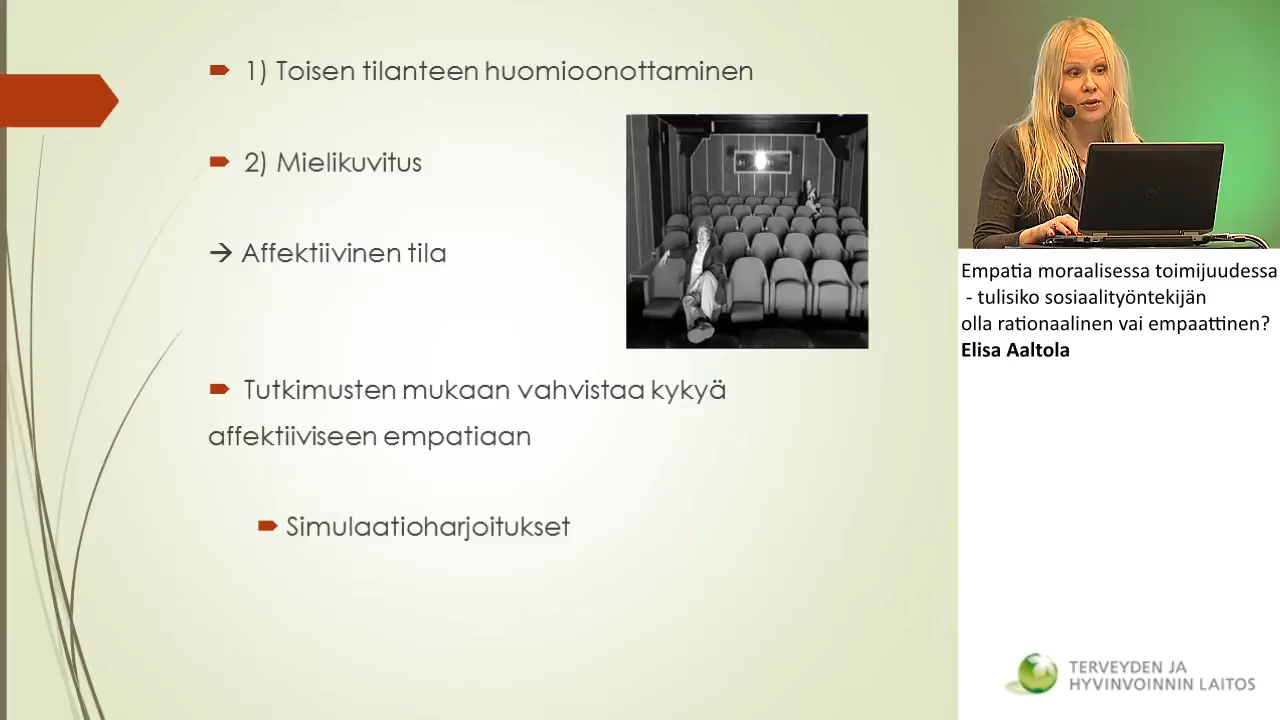 1) Toisen tilanteen huomioonottaminen
2) Mielikuvitus
→ Affektiivinen tila
Tutkimusten mukaan vahvistaa kykyä
affektiiviseen empatiaan
Simulaatioharjoitukset
Empatia moraalisessa toimijuudessa
- tulisiko sosiaalityöntekijän
olla rationaalinen vai empaattinen?
Elisa Aaltola
TERVEYDEN JA
HYVINVOINNIN LAITOS